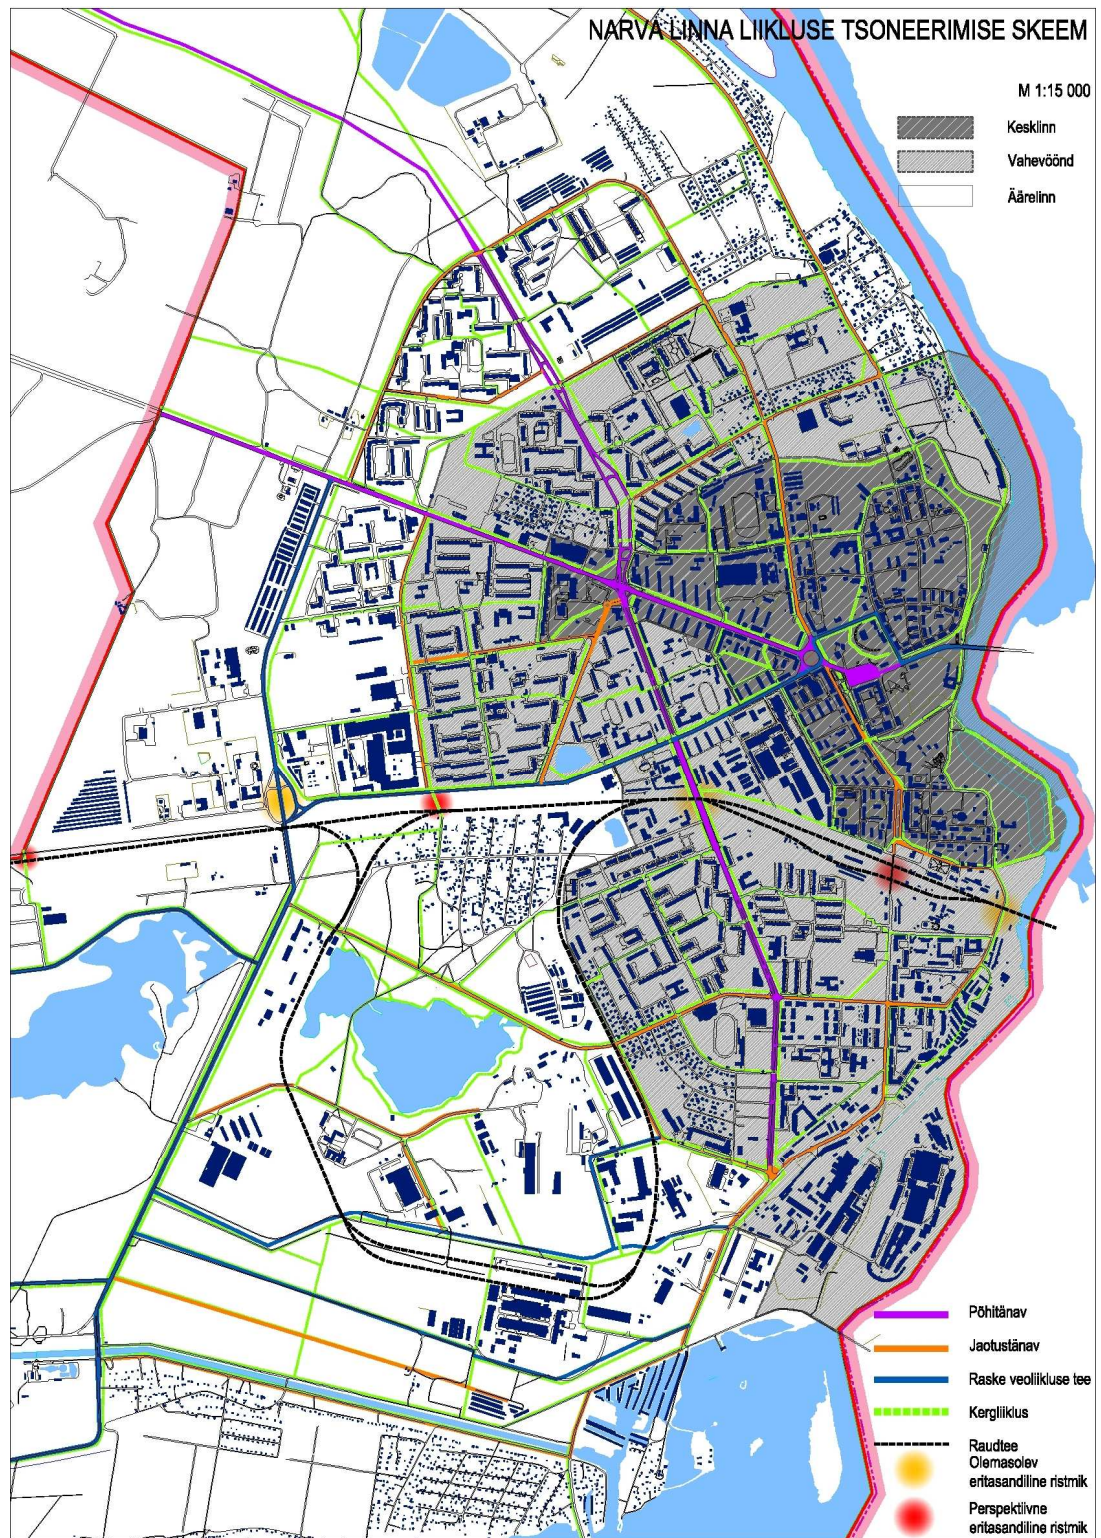 NARVA LINNA LIIKLUSE TSONEERIMISE SKEEM
M 1:15 000
Kesklinn
Vahevöönd
Äärelinn
Põhitänav
Jaotustänav
Raske veoliikluse tee
Kergliiklus
Raudtee
Olemasolev
eritasandiline ristmik
Perspektiivne
eritasandiline ristmik